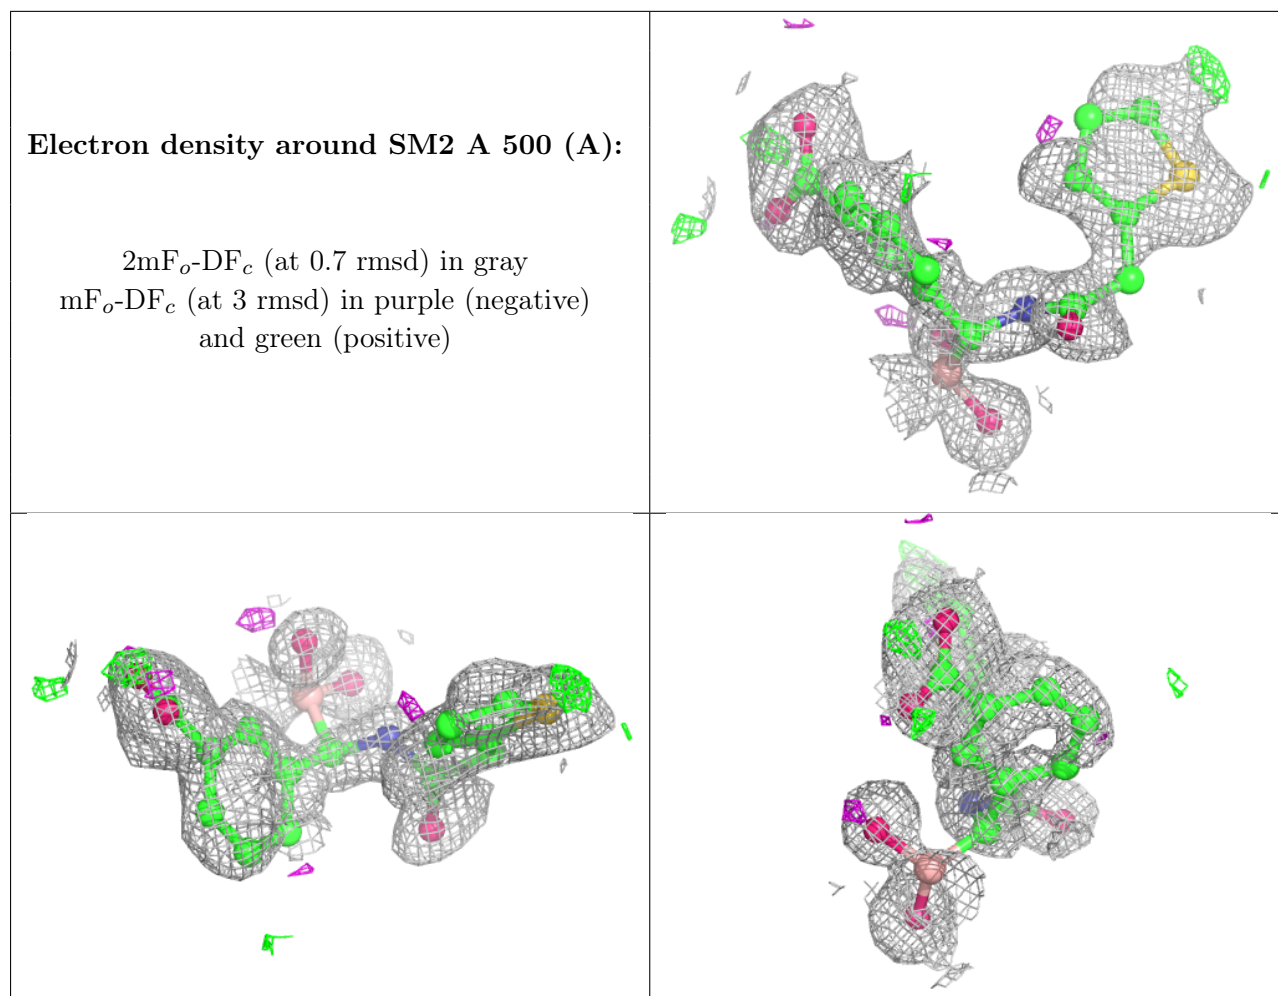 Electron density around SM2 A 500 (A):
2mFo-DFc (at 0.7 rmsd) in gray
mFo-DFc (at 3 rmsd) in purple (negative)
and green (positive)